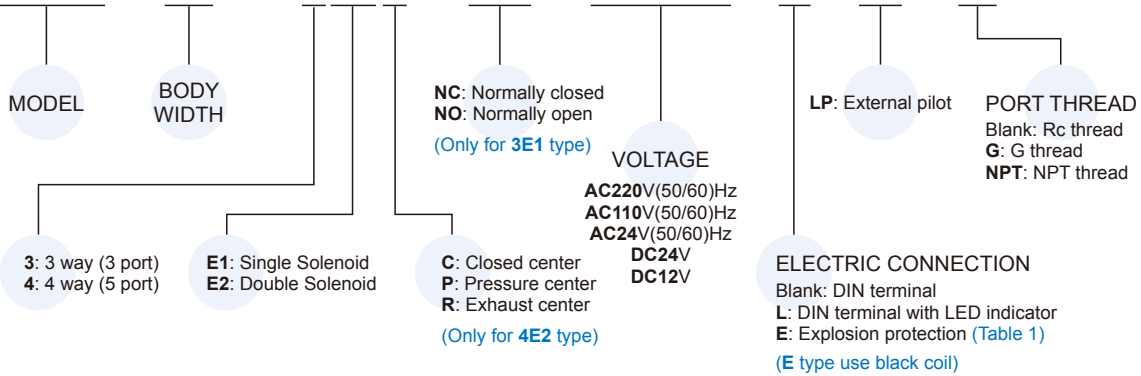 MODEL
BODY
WIDTH
NC: Normally closed
NO: Normally open
(Only for 3E1 type)
VOLTAGE
AC220V(50/60)Hz
AC110V(50/60)Hz
AC24V(50/60)Hz
DC24V
DC12V
LP: External pilot
PORT THREAD
Blank: Rc thread
G: G thread
NPT: NPT thread
3: 3 way (3 port)
4: 4 way (5 port)
E1: Single Solenoid
E2: Double Solenoid
C: Closed center
P: Pressure center
R: Exhaust center
(Only for 4E2 type)
ELECTRIC CONNECTION
Blank: DIN terminal
L: DIN terminal with LED indicator
E: Explosion protection (Table 1)
(E type use black coil)